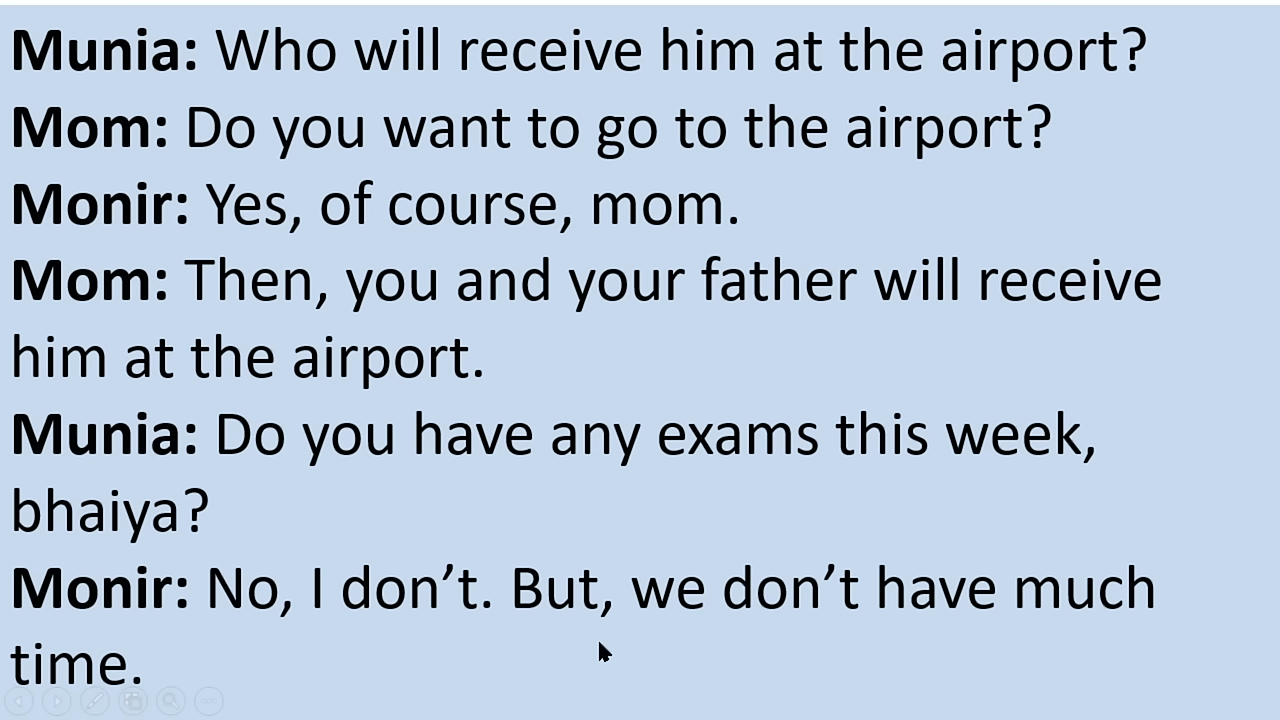 Munia: Who will receive him at the airport?
Mom: Do you want to go to the airport?
Monir: Yes, of course, mom.
Mom: Then, you and your father will receive
him at the airport.
Munia: Do you have any exams this week,
bhaiya?
Monir: No, I don’t. But, we don’t have much
time.